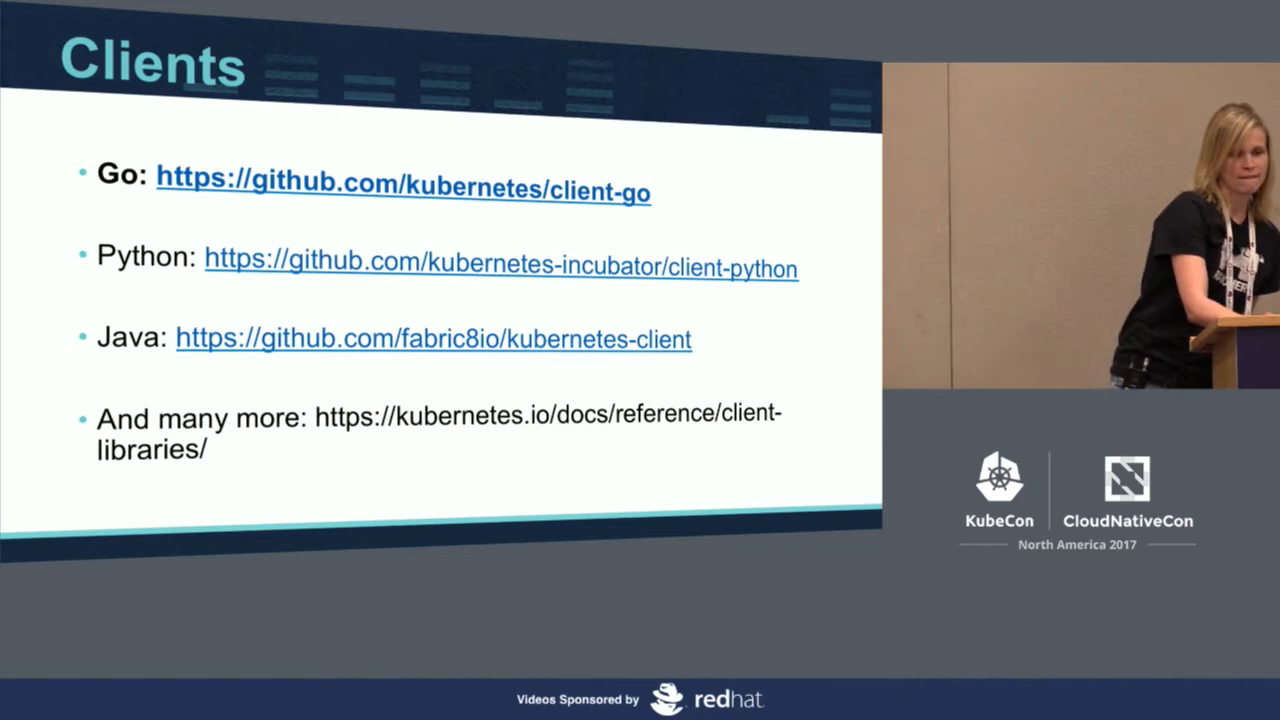 Clients
• Go: https://github.com/kubernetes/client-go
• Python: https://github.com/kubernetes-incubator/client-python
• Java: https://github.com/fabric8io/kubernetes-client
• And many more: https://kubernetes.io/docs/reference/client-
libraries/
KubeCon
CloudNativeCon
North America 2017
Videos Sponsored by redhat.